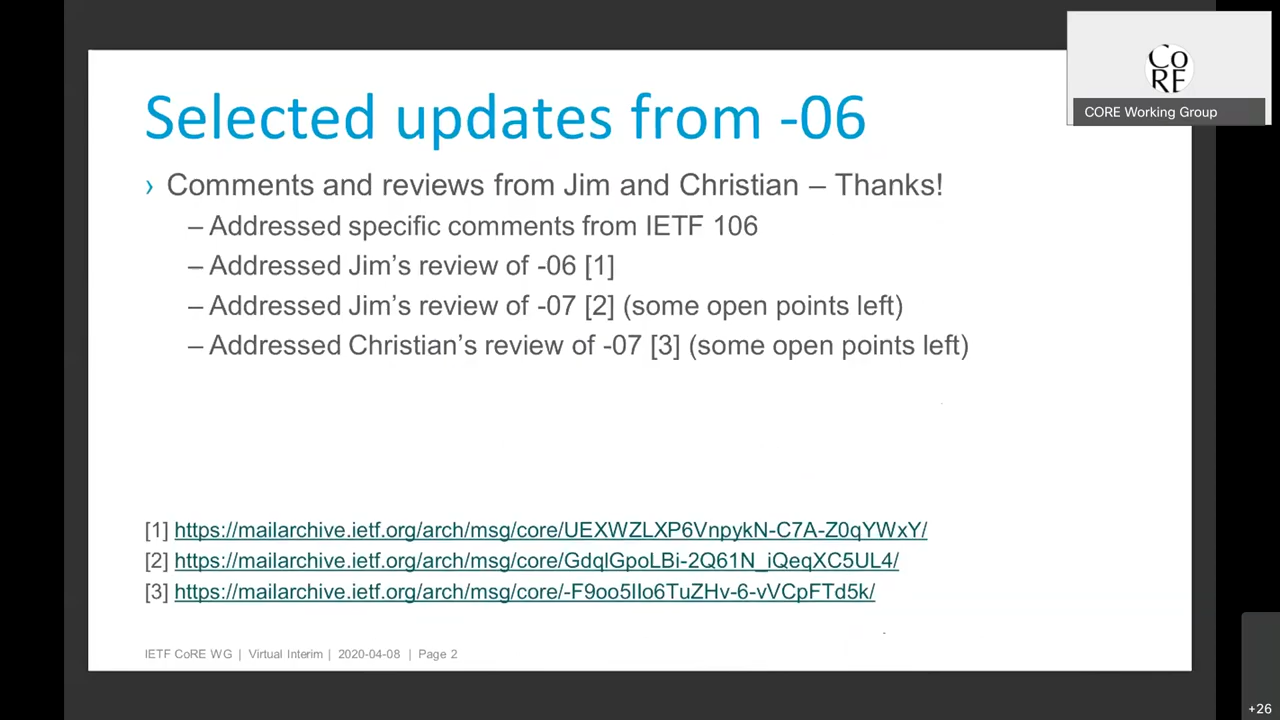 Selected updates from -06
› Comments and reviews from Jim and Christian – Thanks!
– Addressed specific comments from IETF 106
– Addressed Jim’s review of -06 [1]
– Addressed Jim’s review of -07 [2] (some open points left)
– Addressed Christian’s review of -07 [3] (some open points left)
[1] https://mailarchive.ietf.org/arch/msg/core/UEXWZLXP6VnpykN-C7A-Z0qYWxY/
[2] https://mailarchive.ietf.org/arch/msg/core/GdqlGpoLBi-2Q61N_iQeqXC5UL4/
[3] https://mailarchive.ietf.org/arch/msg/core/-F9oo5lIo6TuZHv-6-vVCpFTd5k/
IETF CoRE WG | Virtual Interim | 2020-04-08 | Page 2
Co
RE
CORE Working Group
+26